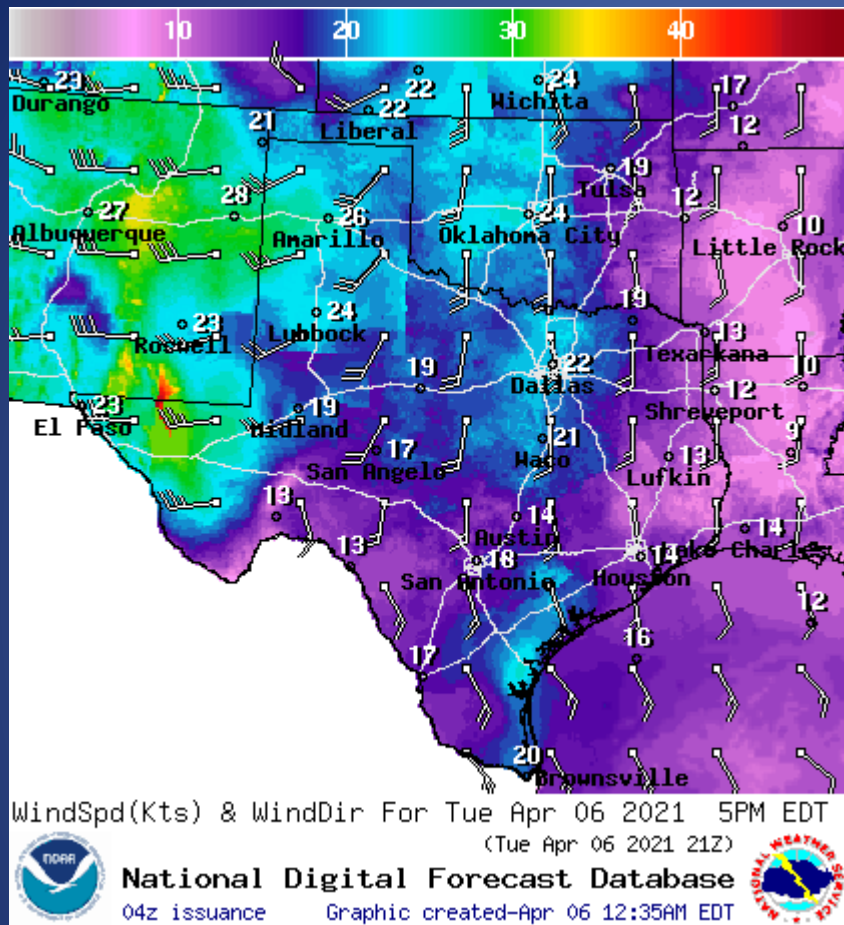 10 20 30 40
23 22 22 24 17
Durango Liberal Wichita
21 12
19
Tulsa
27 28 26 24 12 10
Albuquerque Amarillo Oklahoma City Little Rock
23 24 19 13
Roswell Lubbock Texarkana
19 22 10
Dallas
23 19 12
El Paso Midland Shreveport
17 21 13 9
San Angelo Waco Lufkin
13 14 14
Austin Lake Charles
13 18 14
San Antonio Houston
12
17 16
20
Brownsville
WindSpd(Kts) & WindDir For Tue Apr 06 2021 5PM EDT
(Tue Apr 06 2021 21Z)
NOAA
National Digital Forecast Database
04z issuance Graphic created-Apr 06 12:35AM EDT
NATIONAL WEATHER SERVICE